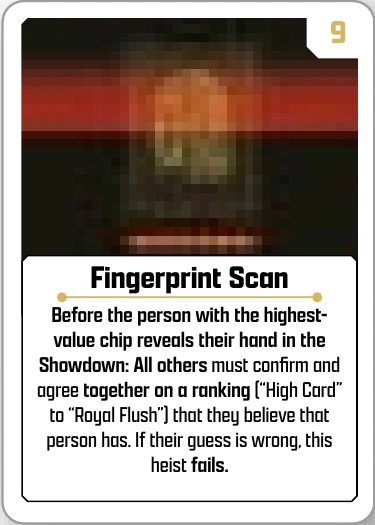 9
Fingerprint Scan
Before the person with the highest-
value chip reveals their hand in the
Showdown: All others must confirm and
agree together on a ranking (“High Card”
to “Royal Flush”) that they believe that
person has. If their guess is wrong, this
heist fails.